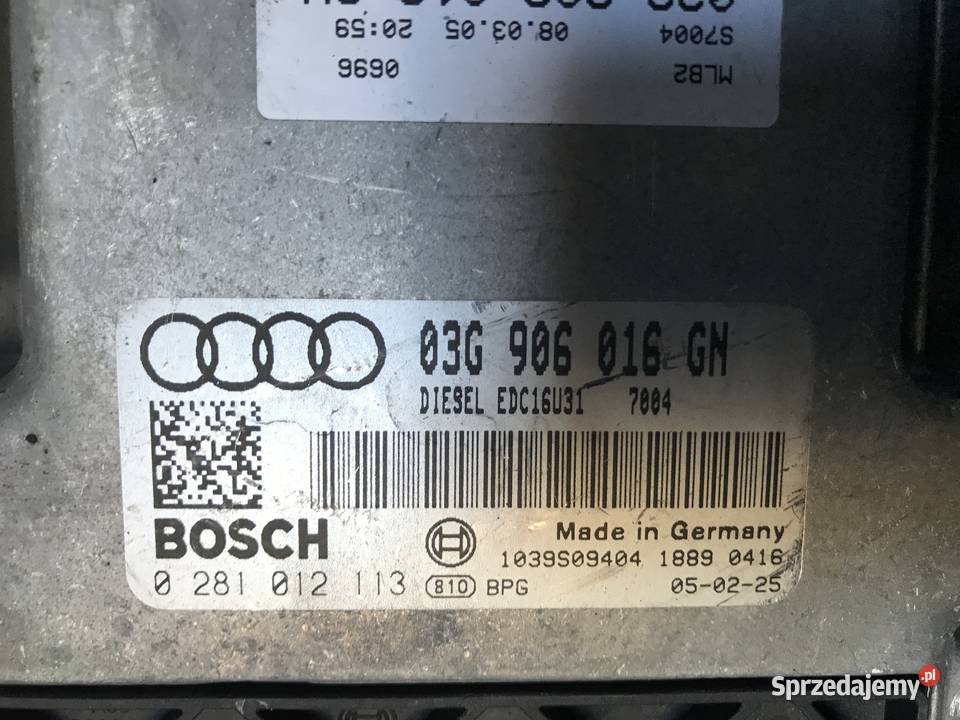 MLB2 0696
S7004 08.03.05 20:59
03G 906 016 GN
DIESEL EDC16U31 7004
BOSCH
Made in Germany
1039S09404 1889 0416
0 281 012 113 810 BPG 05-02-25
Sprzedajemy.pl